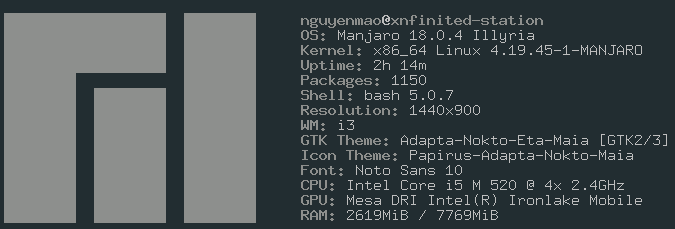 nguyenmao@xnfinited-station
OS: Manjaro 18.0.4 Illyria
Kernel: x86_64 Linux 4.19.45-1-MANJARO
Uptime: 2h 14m
Packages: 1150
Shell: bash 5.0.7
Resolution: 1440x900
WM: i3
GTK Theme: Adapta-Nokto-Eta-Maia [GTK2/3]
Icon Theme: Papirus-Adapta-Nokto-Maia
Font: Noto Sans 10
CPU: Intel Core i5 M 520 @ 4x 2.4GHz
GPU: Mesa DRI Intel(R) Ironlake Mobile
RAM: 2619MiB / 7769MiB